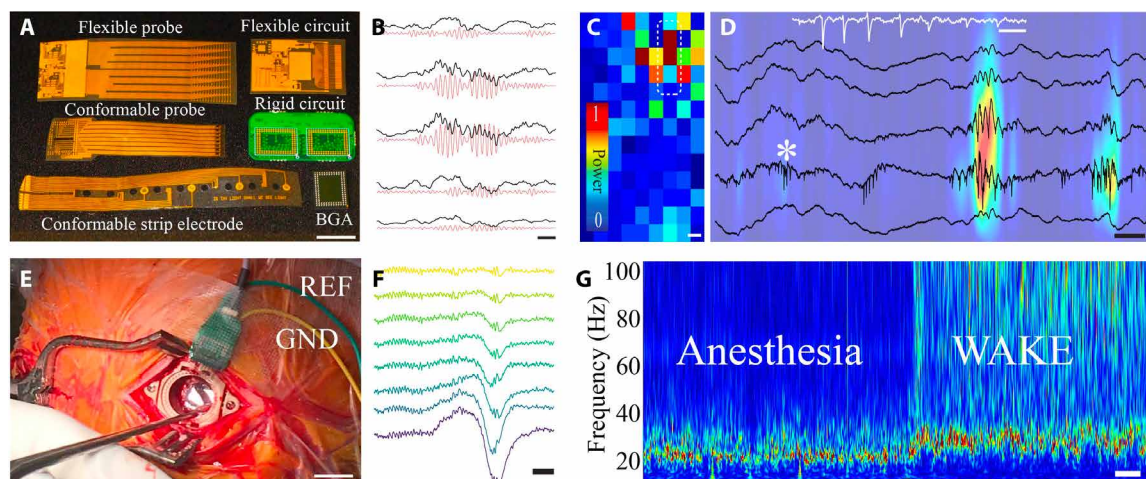 A
Flexible probe
Flexible circuit
Conformable probe
Rigid circuit
Conformable strip electrode
BGA
B
C
1
Power
0
D
*
E
REF
GND
F
G
Frequency (Hz)
100
80
60
40
20
Anesthesia
WAKE